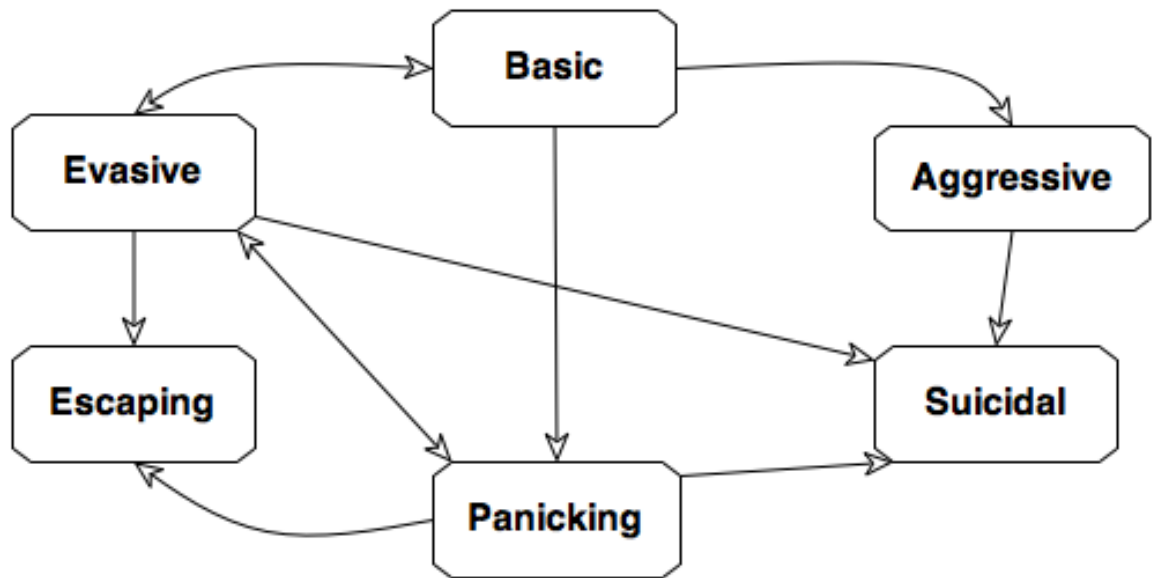 Basic
Evasive
Aggressive
Escaping
Suicidal
Panicking